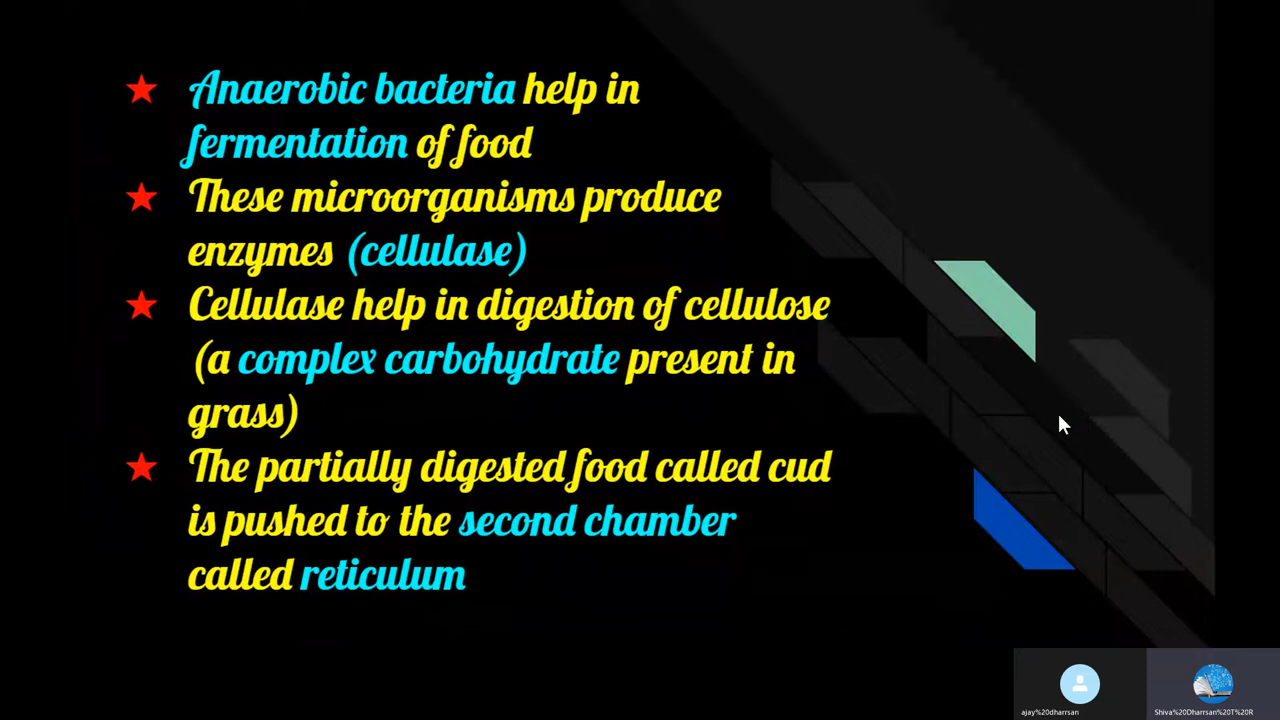 Anaerobic bacteria help in
fermentation of food
These microorganisms produce
enzymes (cellulase)
Cellulase help in digestion of cellulose
(a complex carbohydrate present in
grass)
The partially digested food called cud
is pushed to the second chamber
called reticulum
ajay%20dharrsan
Shiva%20Dharrsan%20T%20R